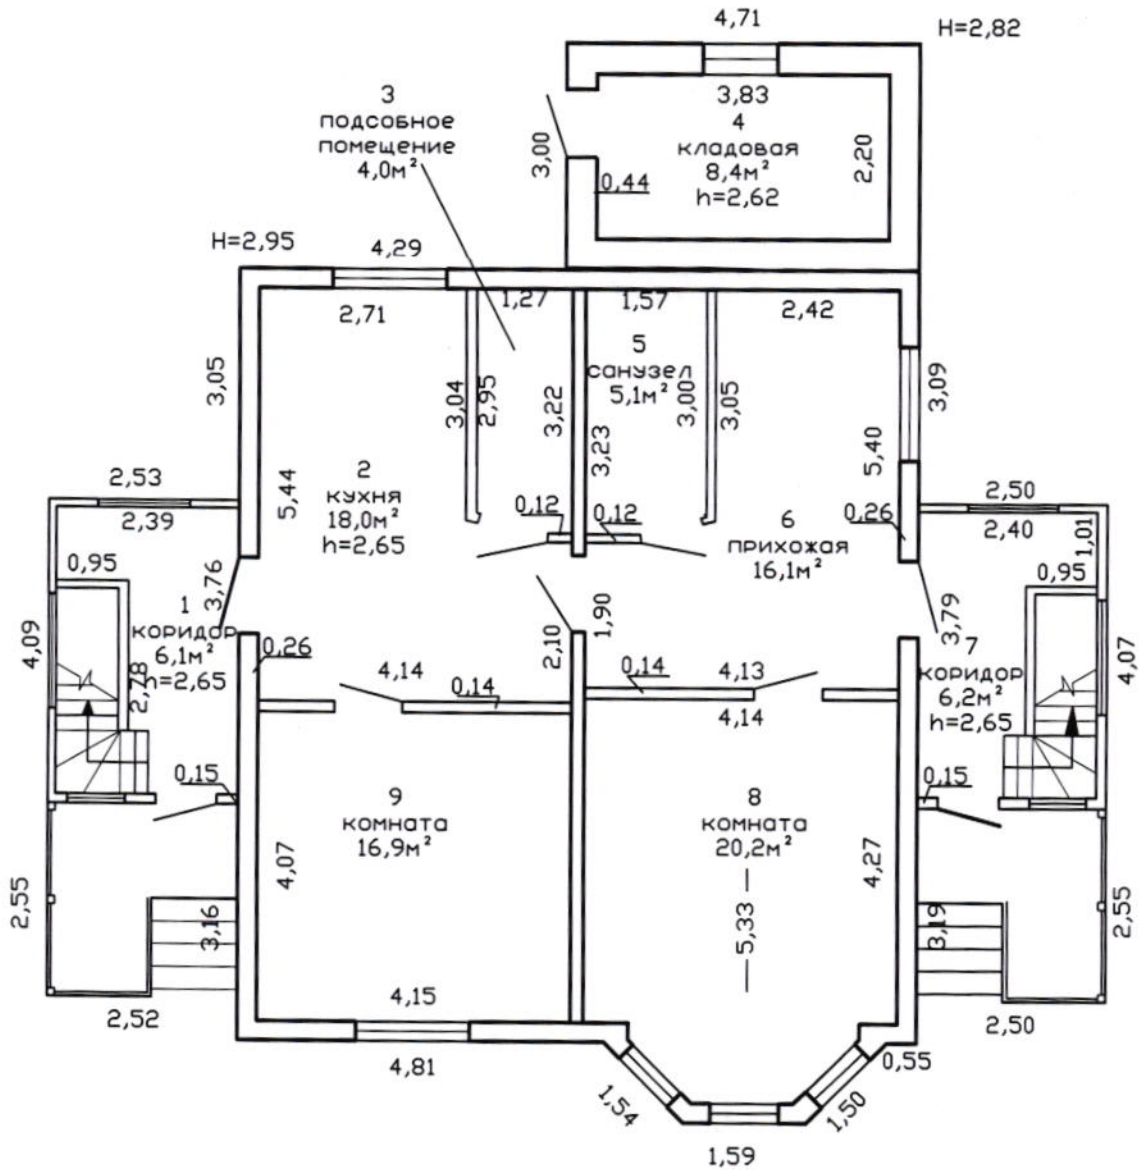 4,71
H=2,82
3,83
4
кладовая
8,4м²
h=2,62
3,00
2,20
0,44
3
подсобное
помещение
4,0м²
H=2,95
4,29
2,71
1,27
1,57
2,42
3,05
3,04
2,95
3,22
5
санузел
5,1м²
3,00
3,05
3,09
3,23
5,40
5,44
2
кухня
18,0м²
h=2,65
0,12
0,12
6
прихожая
16,1м²
0,26
2,53
2,39
0,95
3,76
1
коридор
6,1м²
h=2,65
4,09
2,78
0,26
0,15
2,50
2,40
1,01
0,95
3,79
7
коридор
6,2м²
h=2,65
4,07
0,15
4,14
0,14
2,10
1,90
0,14
4,13
4,14
9
комната
16,9м²
4,07
4,15
4,81
8
комната
20,2м²
4,27
5,33
2,55
3,16
2,52
3,19
2,55
2,50
0,55
1,54
1,50
1,59